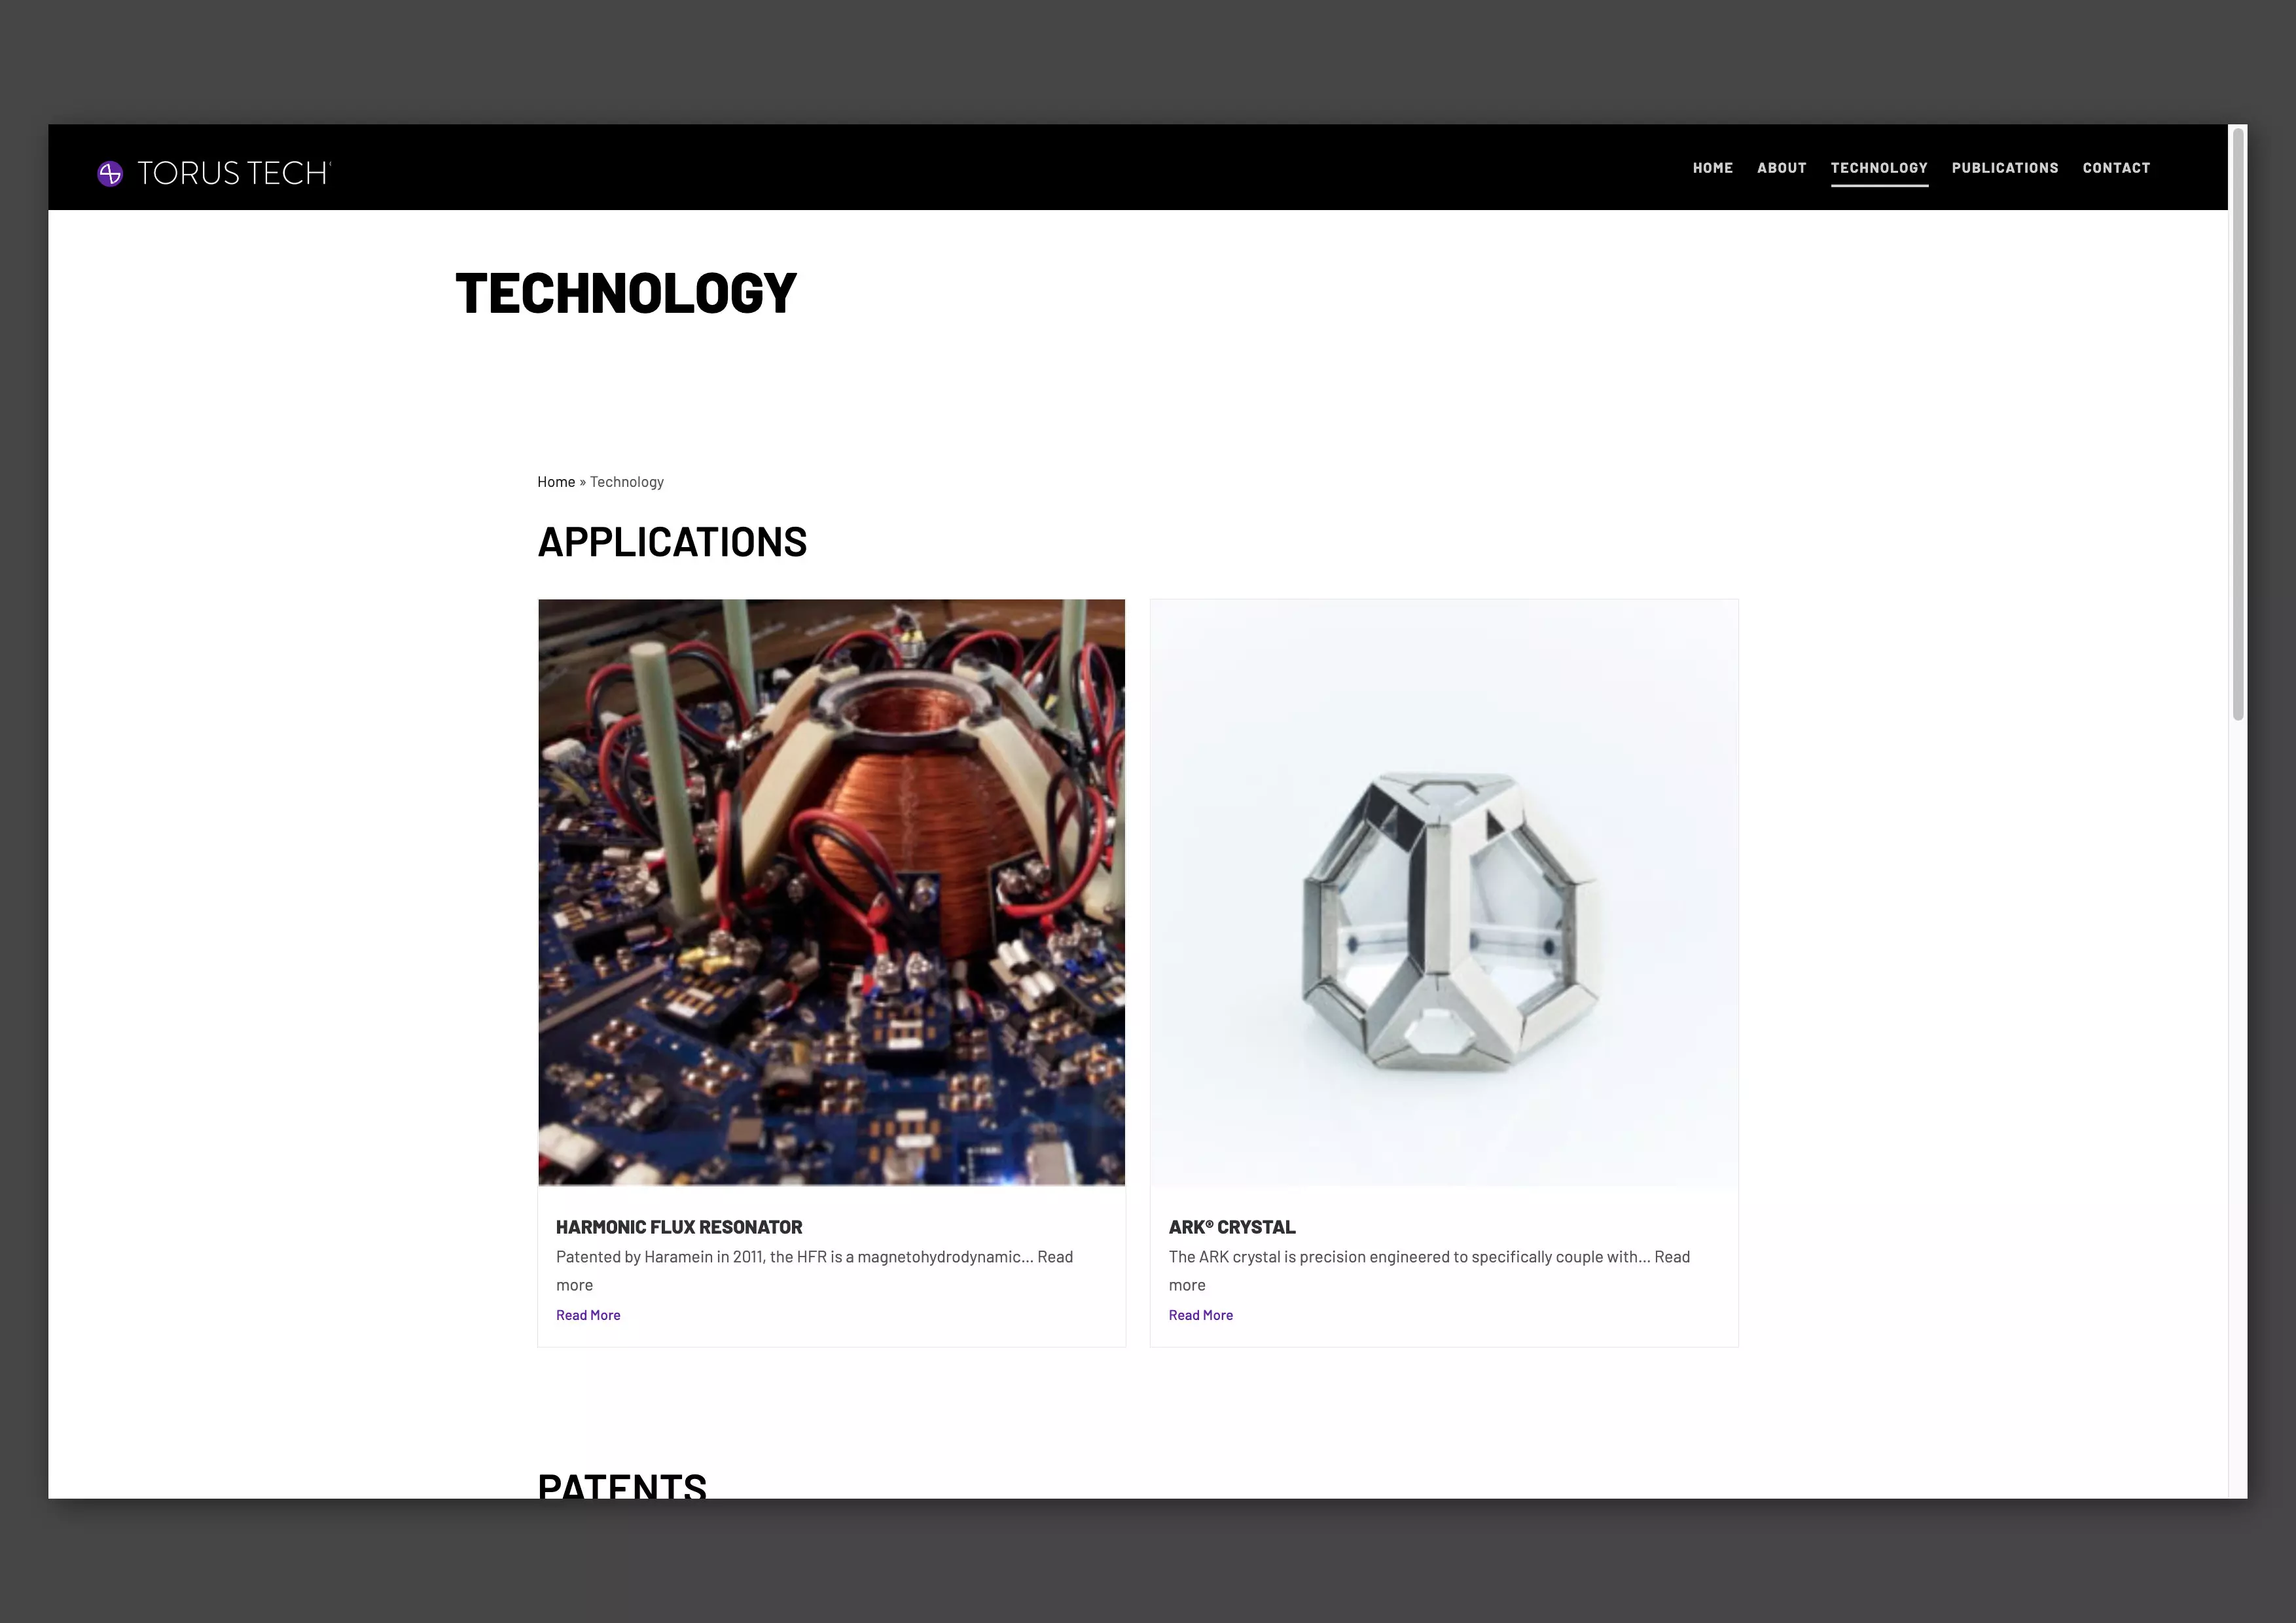 TORUS TECH
HOME ABOUT TECHNOLOGY PUBLICATIONS CONTACT
TECHNOLOGY
Home » Technology
APPLICATIONS
HARMONIC FLUX RESONATOR
Patented by Haramein in 2011, the HFR is a magnetohydrodynamic... Read
more
Read More
ARK® CRYSTAL
The ARK crystal is precision engineered to specifically couple with... Read
more
Read More
PATENTS